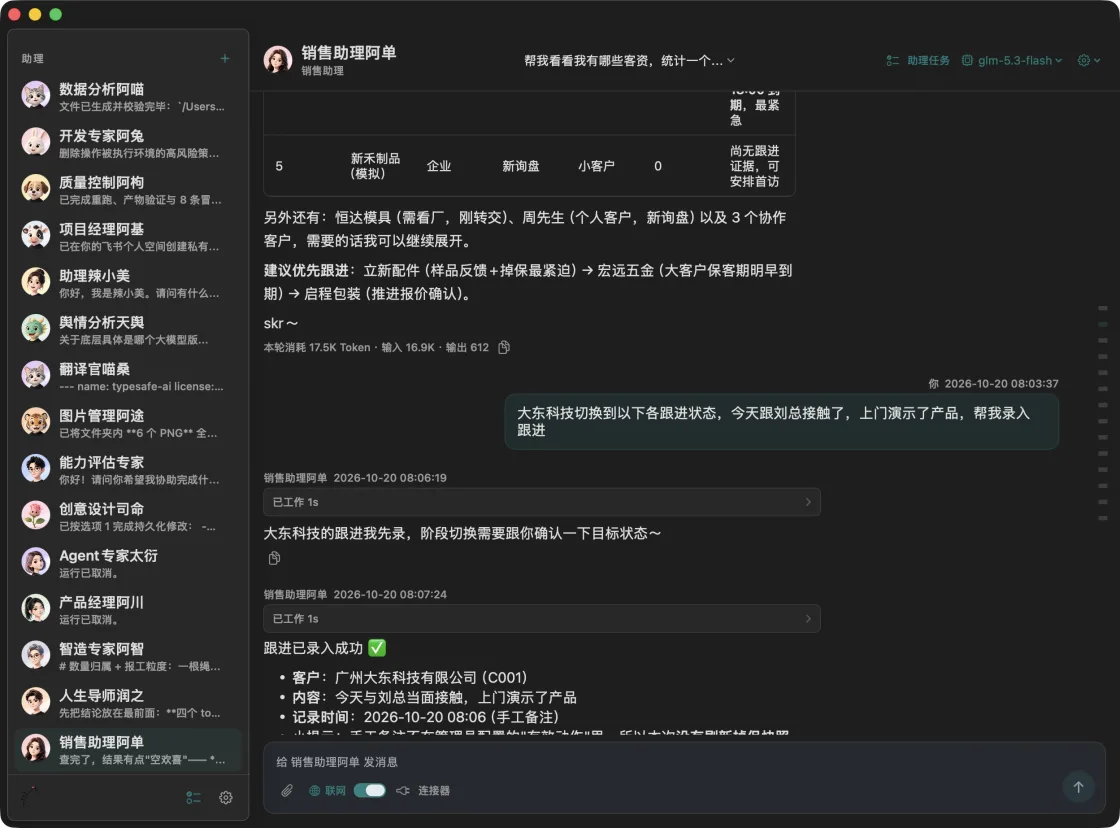 助理
+
数据分析阿喵
文件已生成并校验完毕：`/Users...
开发专家阿兔
删除操作被执行环境的高风险策...
质量控制阿构
已完成重跑、产物验证与 8 条冒...
项目经理阿基
已在你的飞书个人空间创建私有...
助理辣小美
你好，我是辣小美。请问有什么...
舆情分析天舆
关于底层具体是哪个大模型版...
翻译官喵桑
--- name: typesafe-ai license:...
图片管理阿途
已将文件夹内 **6 个 PNG** 全...
能力评估专家
你好！请问你希望我协助完成什...
创意设计司命
已按选项 1 完成持久化修改： -...
Agent专家太衍
运行已取消。
产品经理阿川
运行已取消。
智造专家阿智
# 数量归属 + 报工粒度：一根绳...
人生导师润之
先把结论放在最前面：**四个 to...
销售助理阿单
查完了，结果有点"空欢喜"—— *...
销售助理阿单
销售助理
帮我看看我有哪些客资，统计一个...
助理任务
glm-5.3-flash
期，最紧
急
5 新禾制品 企业 新询盘 小客户 0 尚无跟进
(模拟) 证据，可
安排首访
另外还有：恒达模具 (需看厂，刚转交)、周先生 (个人客户，新询盘) 以及 3 个协作
客户，需要的话我可以继续展开。
建议优先跟进：立新配件 (样品反馈+掉保最紧迫) → 宏远五金 (大客户保客期明早到
期) → 启程包装 (推进报价确认)。
skr～
本轮消耗 17.5K Token · 输入 16.9K · 输出 612
你 2026-10-20 08:03:37
大东科技切换到以下各跟进状态，今天跟刘总接触了，上门演示了产品，帮我录入
跟进
销售助理阿单 2026-10-20 08:06:19
已工作 1s
大东科技的跟进我先录，阶段切换需要跟你确认一下目标状态～
销售助理阿单 2026-10-20 08:07:24
已工作 1s
跟进已录入成功 ✅
• 客户：广州大东科技有限公司 (C001)
• 内容：今天与刘总当面接触，上门演示了产品
• 记录时间：2026-10-20 08:06 (手工备注)
给 销售助理阿单 发消息
联网
连接器